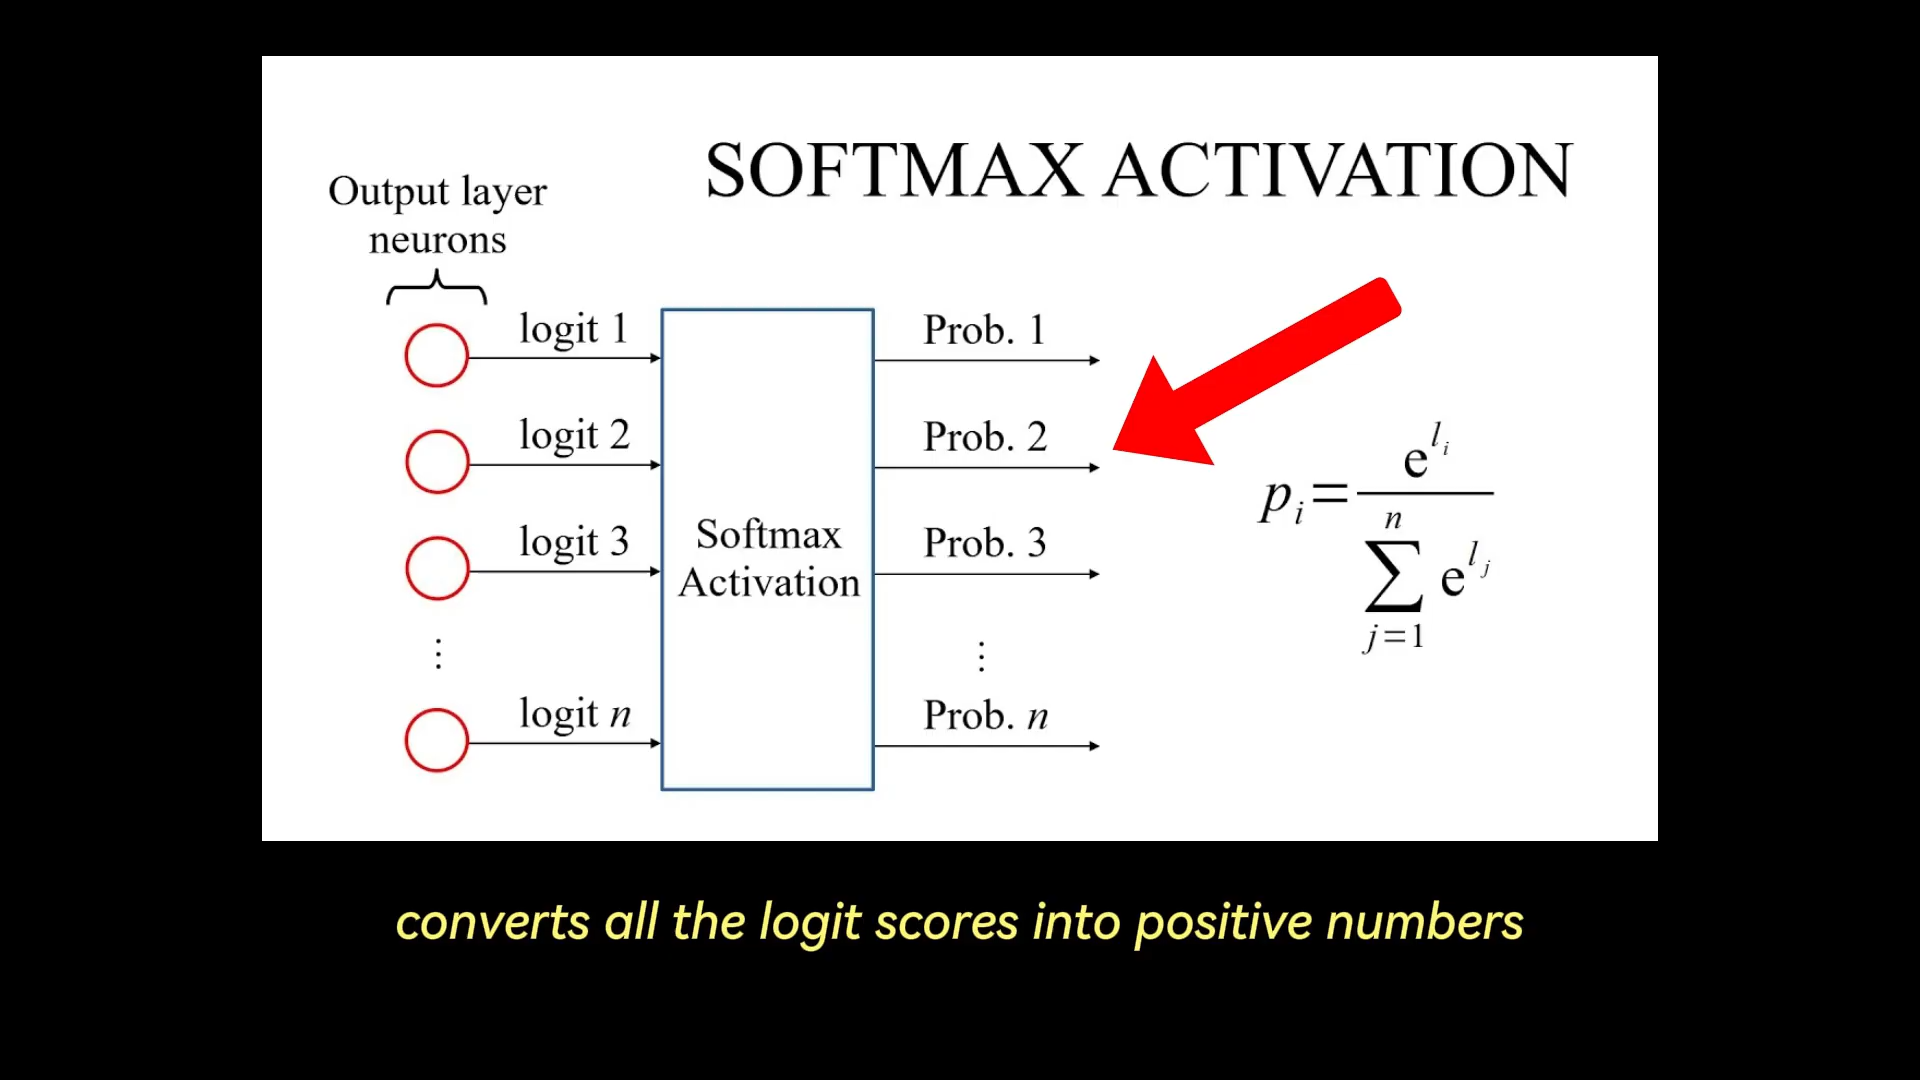 SOFTMAX ACTIVATION
Output layer
neurons
logit 1
Prob. 1
logit 2
Prob. 2
logit 3
Prob. 3
Softmax
Activation
⋮
⋮
logit n
Prob. n
p_i = e^{l_i} / \sum_{j=1}^{n} e^{l_j}
converts all the logit scores into positive numbers